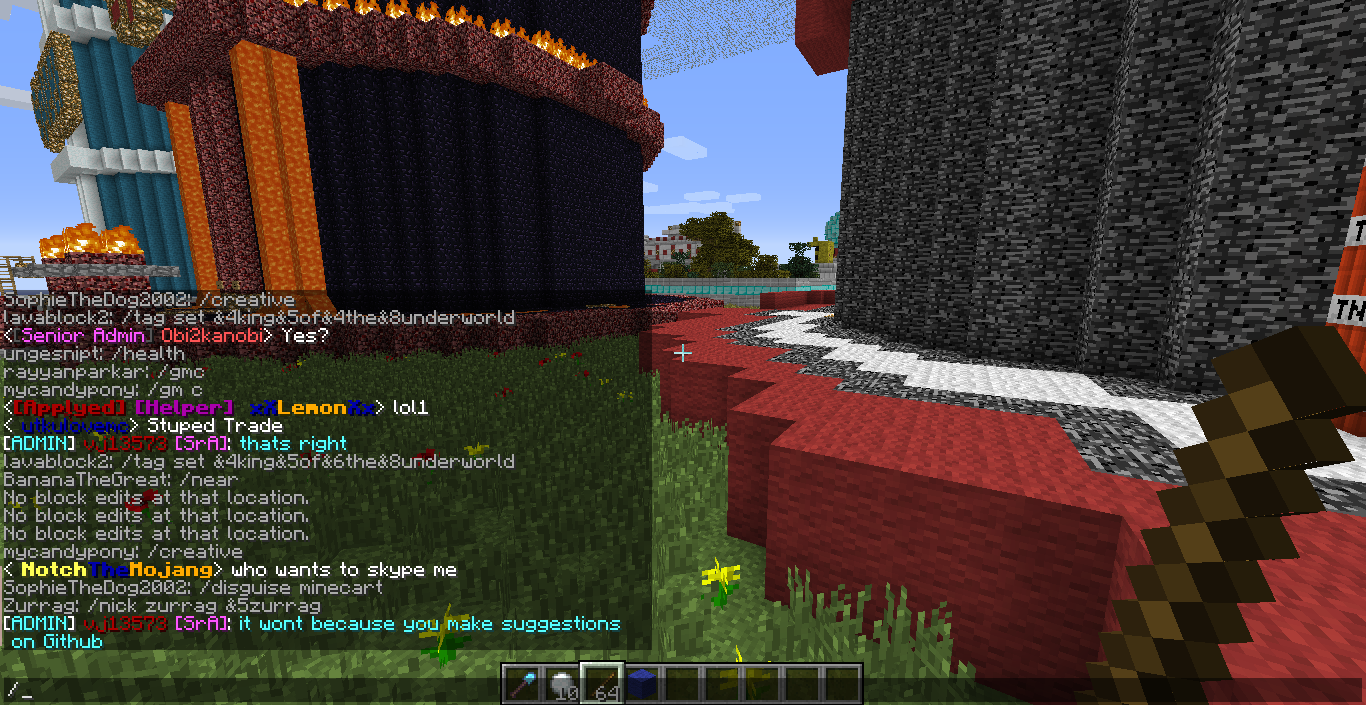 SophieTheDog2002: /creative
lavablock2: /tag set &4king&5of&4the&8underworld
<[Senior Admin] Obi2kanobi> Yes?
ungesnipt: /health
rayyanparkar: /gmc
mycandypony: /gm c
<[Applyed] [Helper] xXLemonXx> lol1
< utkulovenc> Stuped Trade
[ADMIN] vj13573 [SrA]: thats right
lavablock2: /tag set &4king&5of&6the&8underworld
BananaTheGreat: /near
No block edits at that location.
No block edits at that location.
No block edits at that location.
mycandypony: /creative
< NotchTheMojang> who wants to skype me
SophieTheDog2002: /disguise minecart
Zurrag: /nick zurrag &5zurrag
[ADMIN] vj13573 [SrA]: it wont because you make suggestions
on Github
/_
10
64
T
TN